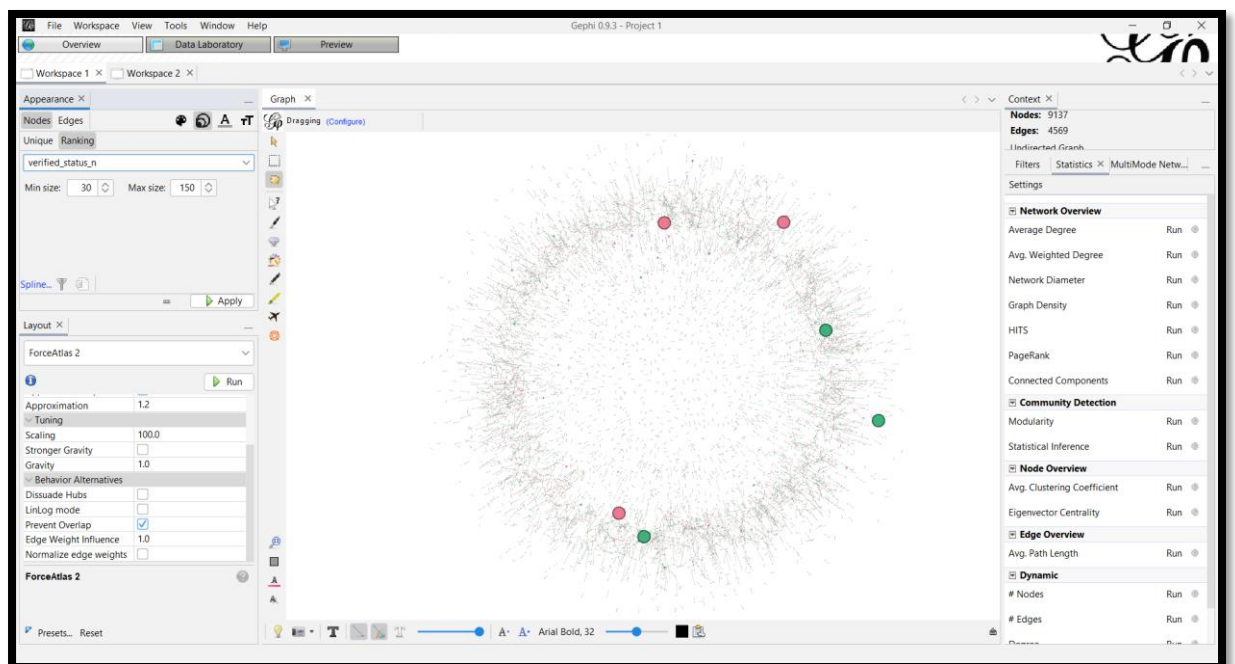 File Workspace View Tools Window Help
Gephi 0.9.3 - Project 1
Overview Data Laboratory Preview
Workspace 1 Workspace 2
Appearance
Nodes Edges
Unique Ranking
verified_status_n
Min size: 30 Max size: 150
Spline...
Apply
Layout
ForceAtlas 2
Run
Approximation 1.2
Tuning
Scaling 100.0
Stronger Gravity
Gravity 1.0
Behavior Alternatives
Dissuade Hubs
LinLog mode
Prevent Overlap
Edge Weight Influence 1.0
Normalize edge weights
ForceAtlas 2
Presets... Reset
Graph
Dragging (Configure)
Arial Bold, 32
Context
Nodes: 9137
Edges: 4569
Undirected Graph
Filters Statistics MultiMode Netw...
Settings
Network Overview
Average Degree Run
Avg. Weighted Degree Run
Network Diameter Run
Graph Density Run
HITS Run
PageRank Run
Connected Components Run
Community Detection
Modularity Run
Statistical Inference Run
Node Overview
Avg. Clustering Coefficient Run
Eigenvector Centrality Run
Edge Overview
Avg. Path Length Run
Dynamic
# Nodes Run
# Edges Run
Degree Run